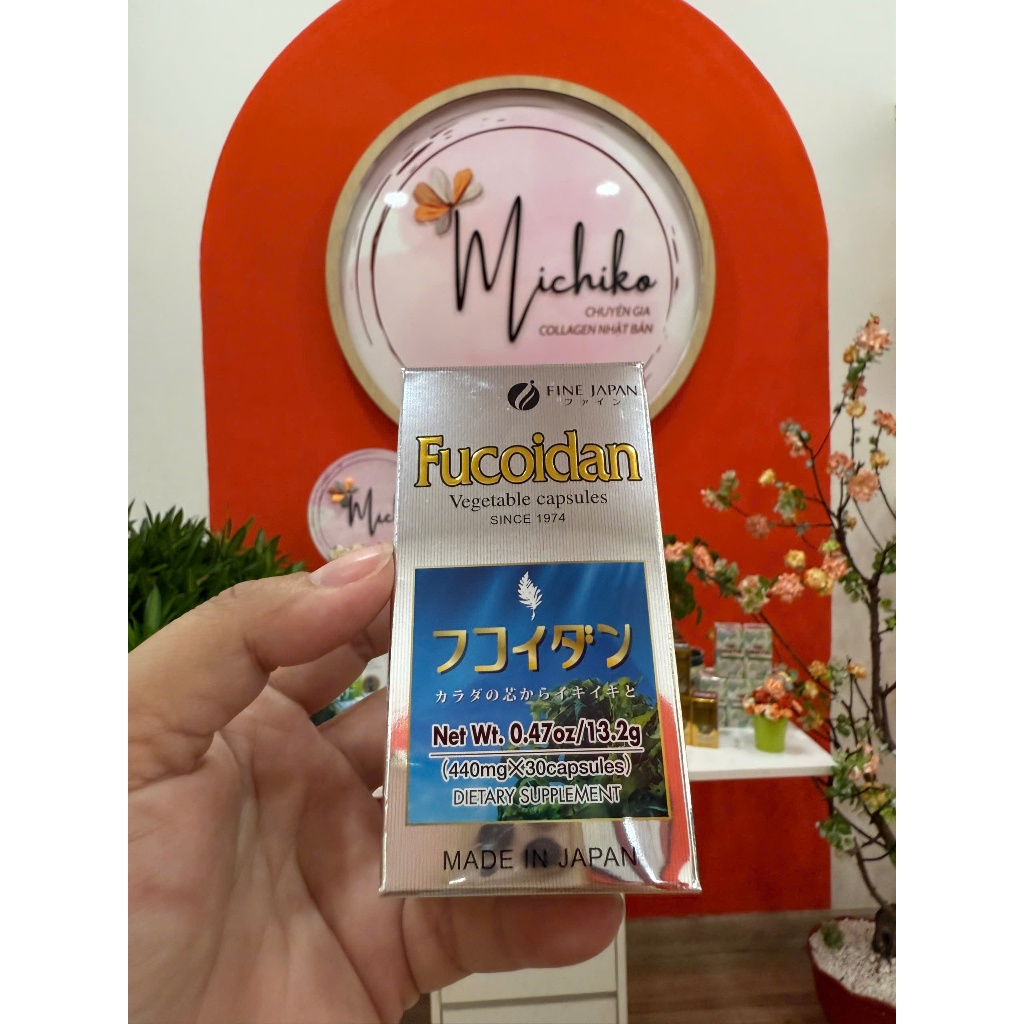 Michiko
CHUYÊN GIA
COLLAGEN NHẬT BẢN
FINE JAPAN
ファイン
Fucoidan
Vegetable capsules
SINCE 1974
Mic
フコイダン
カラダの芯からイキイキと
Net Wt. 0.47oz/13.2g
(440mg×30capsules)
DIETARY SUPPLEMENT
MADE IN JAPAN